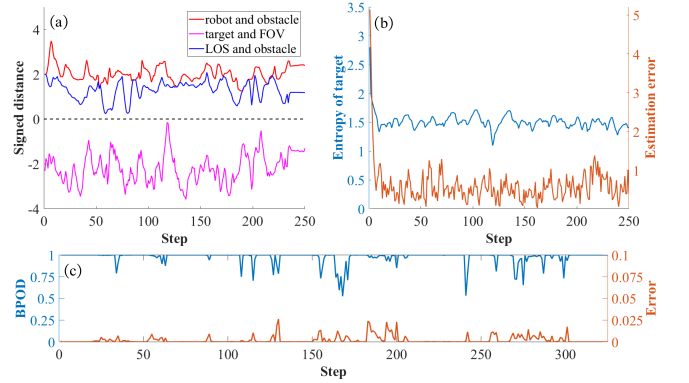 (a)
robot and obstacle
target and FOV
LOS and obstacle
Signed distance
4
2
0
-2
-4
0 50 100 150 200 250
Step
(b)
Entropy of target
3.5
3
2.5
2
1.5
1
0.5
0
Estimation error
5
4
3
2
1
0
0 50 100 150 200 250
Step
(c)
BPOD
1
0.75
0.5
0.25
0
Error
0.1
0.075
0.05
0.025
0
0 50 100 150 200 250 300
Step